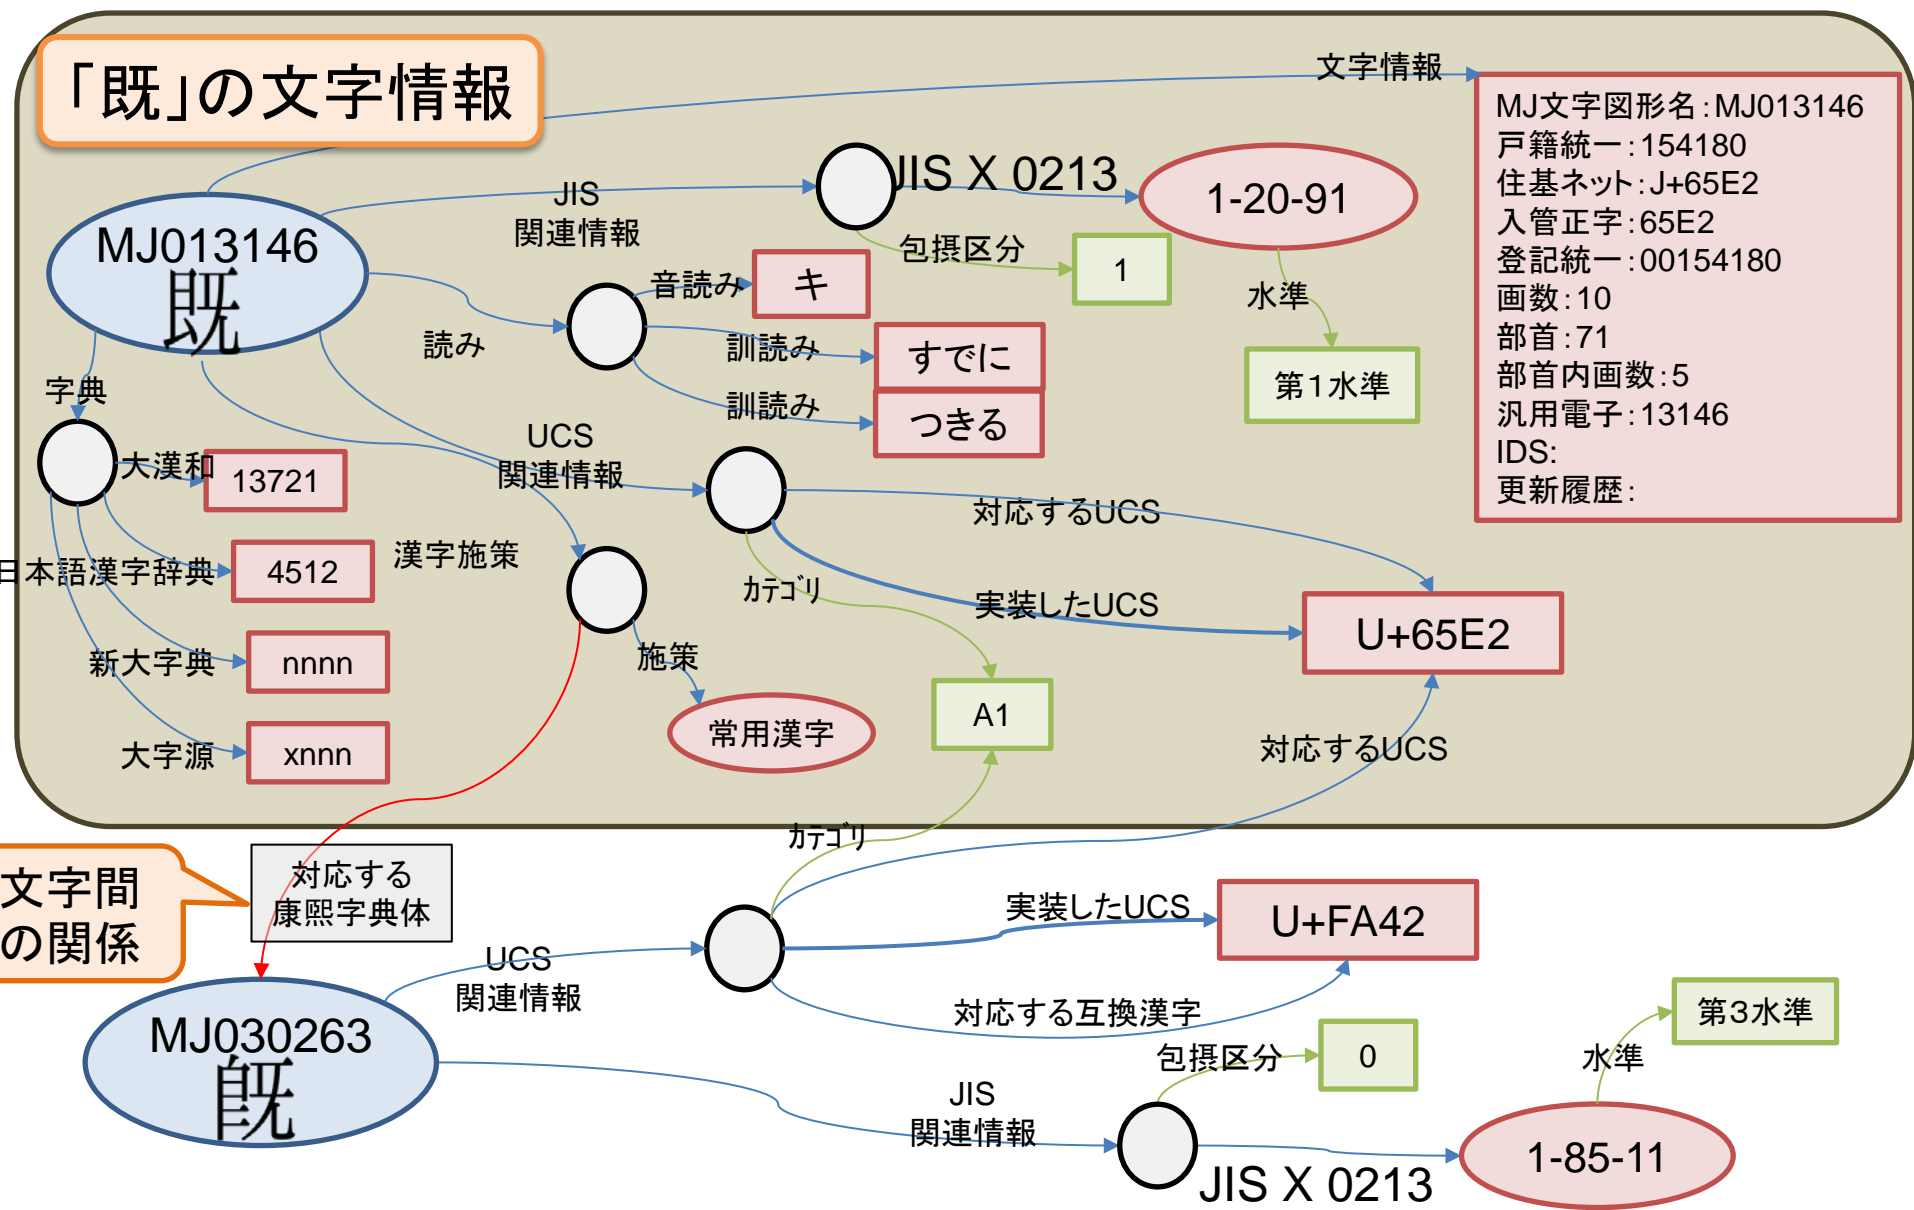 「既」の文字情報
文字情報
MJ文字図形名：MJ013146
戸籍統一：154180
住基ネット：J+65E2
入管正字：65E2
登記統一：00154180
画数：10
部首：71
部首内画数：5
汎用電子：13146
IDS:
更新履歴：
MJ013146
既
JIS
関連情報
JIS X 0213
1-20-91
包摂区分
1
水準
第１水準
読み
音読み
キ
訓読み
すでに
訓読み
つきる
字典
大漢和
13721
日本語漢字辞典
4512
新大字典
nnnn
大字源
xnnn
UCS
関連情報
対応するUCS
実装したUCS
U+65E2
ｶﾃｺﾞﾘ
A1
漢字施策
施策
常用漢字
対応するUCS
ｶﾃｺﾞﾘ
文字間
の関係
対応する
康熙字典体
MJ030263
既
UCS
関連情報
実装したUCS
U+FA42
対応する互換漢字
JIS
関連情報
包摂区分
0
JIS X 0213
1-85-11
水準
第３水準